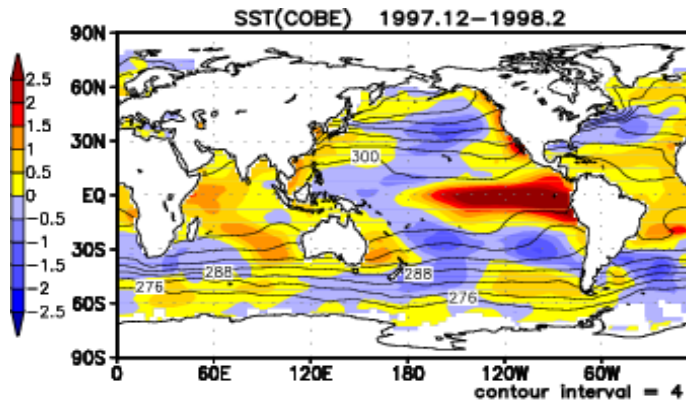 SST(COBE) 1997.12−1998.2
90N
60N
30N
EQ
30S
60S
90S
2.5
2
1.5
1
0.5
0
−0.5
−1
−1.5
−2
−2.5
300
288
288
276
276
0 60E 120E 180 120W 60W
contour interval = 4